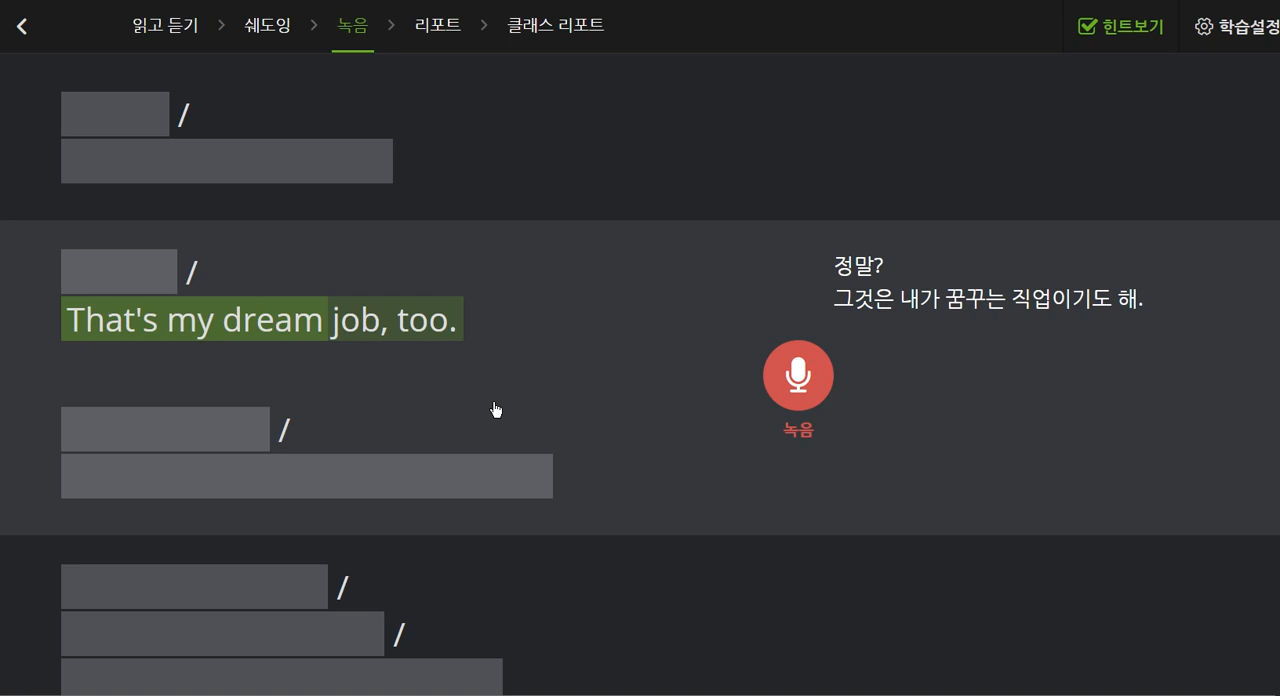 읽고 듣기 > 쉐도잉 > 녹음 > 리포트 > 클래스 리포트
힌트보기
학습설정
/
/
That's my dream job, too.
정말?
그것은 내가 꿈꾸는 직업이기도 해.
녹음
/
/
/